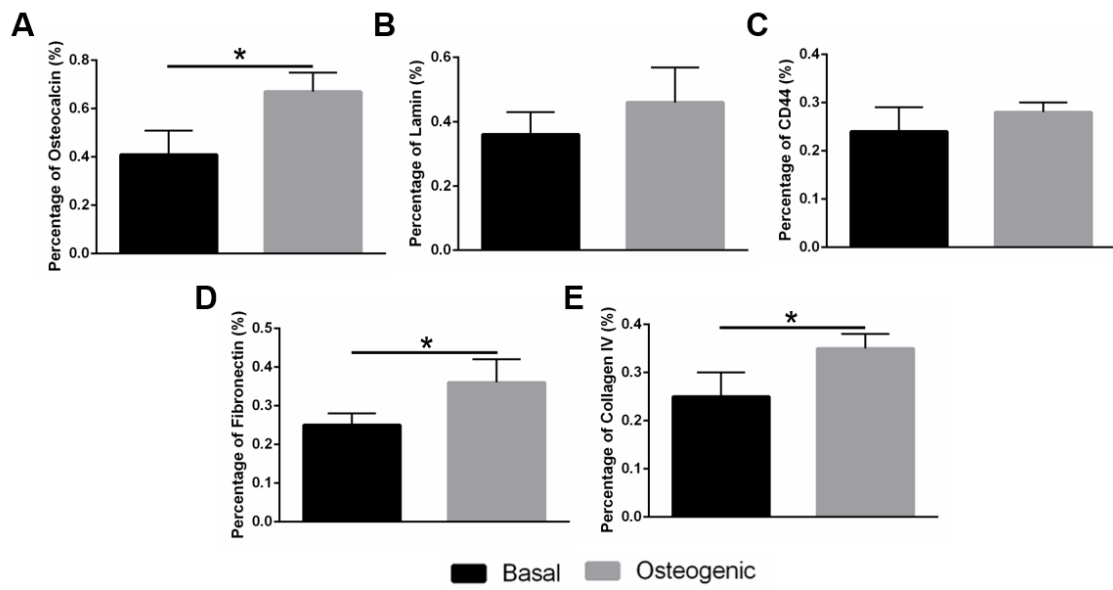 A
Percentage of Osteocalcin (%)
0.8
0.6
0.4
0.2
0.0
*
B
Percentage of Lamin (%)
0.6
0.4
0.2
0.0
C
Percentage of CD44 (%)
0.4
0.3
0.2
0.1
0.0
D
Percentage of Fibronectin (%)
0.5
0.4
0.3
0.2
0.1
0.0
*
E
Percentage of Collagen IV (%)
0.4
0.3
0.2
0.1
0.0
*
Basal
Osteogenic